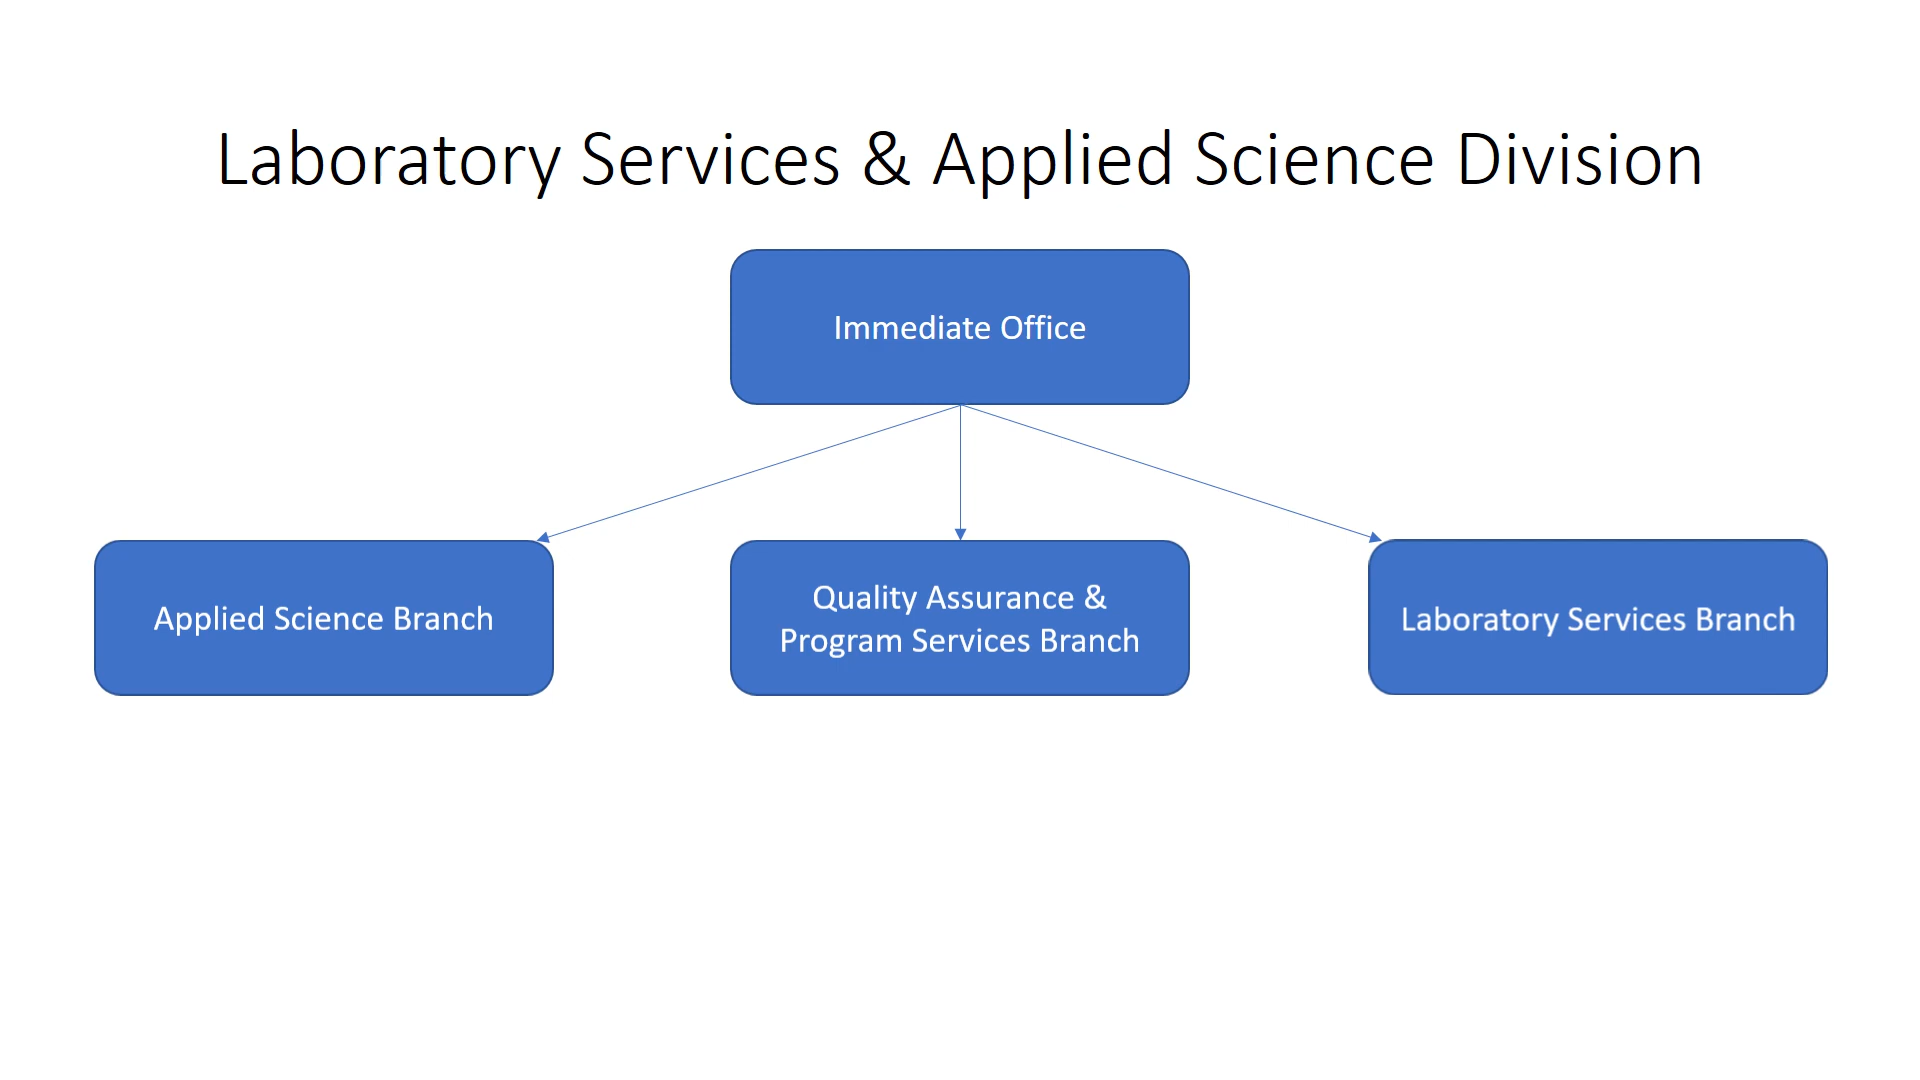 Laboratory Services & Applied Science Division
Immediate Office
Applied Science Branch
Quality Assurance &
Program Services Branch
Laboratory Services Branch